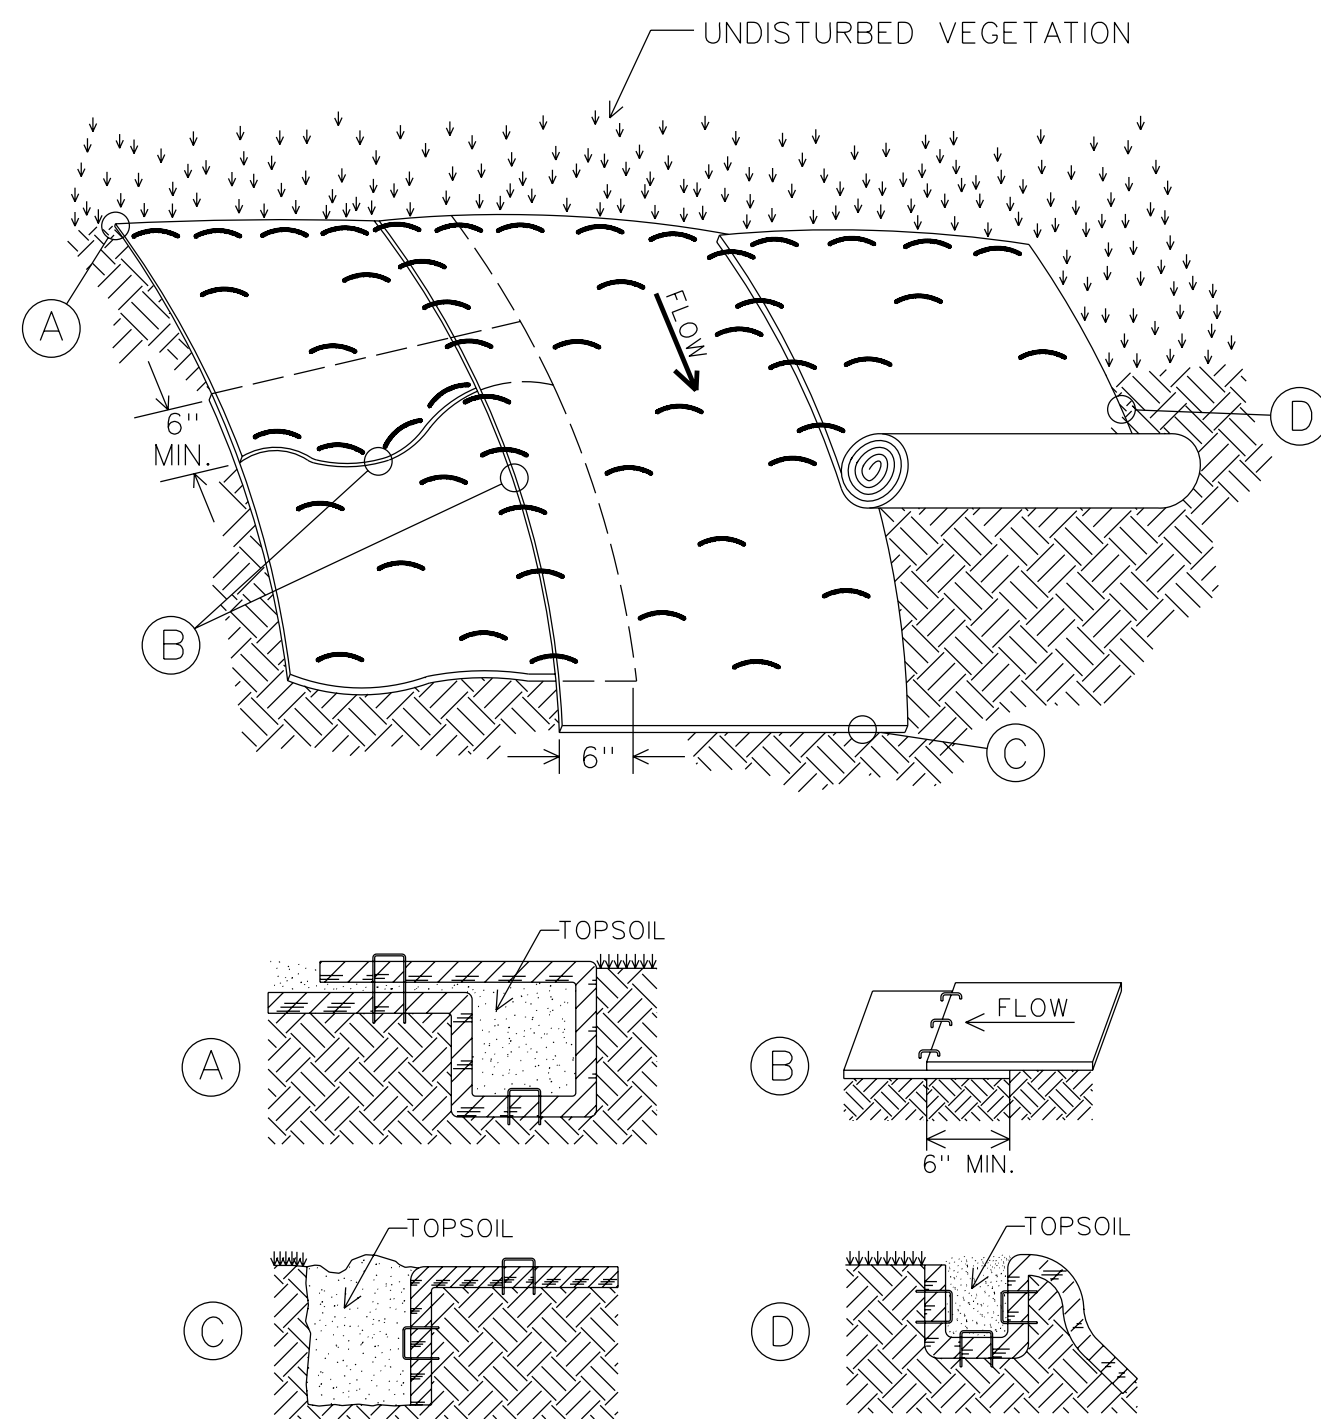 UNDISTURBED VEGETATION
A
FLOW
6"
MIN.
D
B
6"
C
TOPSOIL
A
B
FLOW
6" MIN.
TOPSOIL
C
TOPSOIL
D